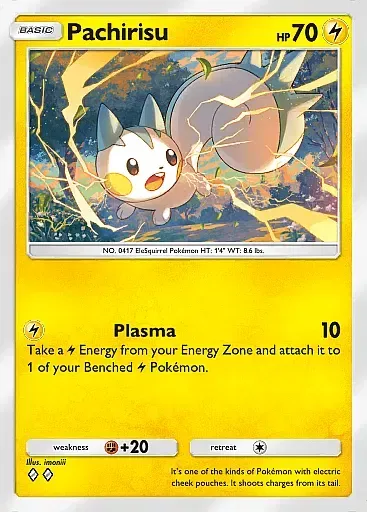 BASIC
Pachirisu
HP 70
NO. 0417 EleSquirrel Pokémon HT: 1'4" WT: 8.6 lbs.
Plasma 10
Take a Energy from your Energy Zone and attach it to
1 of your Benched Pokémon.
weakness +20 retreat
Illus. imoniii
It's one of the kinds of Pokémon with electric
cheek pouches. It shoots charges from its tail.